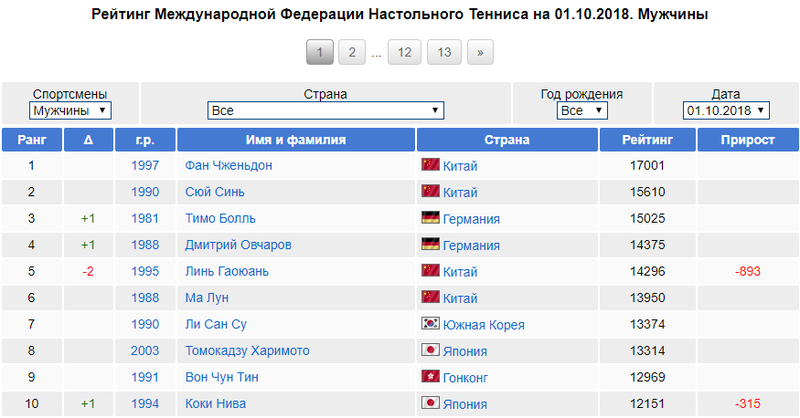 Рейтинг Международной Федерации Настольного Тенниса на 01.10.2018. Мужчины
1 2 ... 12 13 »
Спортсмены Страна Год рождения Дата
Мужчины Все Все 01.10.2018
Ранг Δ г.р. Имя и фамилия Страна Рейтинг Прирост
1 1997 Фан Чженьдон Китай 17001
2 1990 Сюй Синь Китай 15610
3 +1 1981 Тимо Болль Германия 15025
4 +1 1988 Дмитрий Овчаров Германия 14375
5 -2 1995 Линь Гаоюань Китай 14296 -893
6 1988 Ма Лун Китай 13950
7 1990 Ли Сан Су Южная Корея 13374
8 2003 Томокадзу Харимото Япония 13314
9 1991 Вон Чун Тин Гонконг 12969
10 +1 1994 Коки Нива Япония 12151 -315